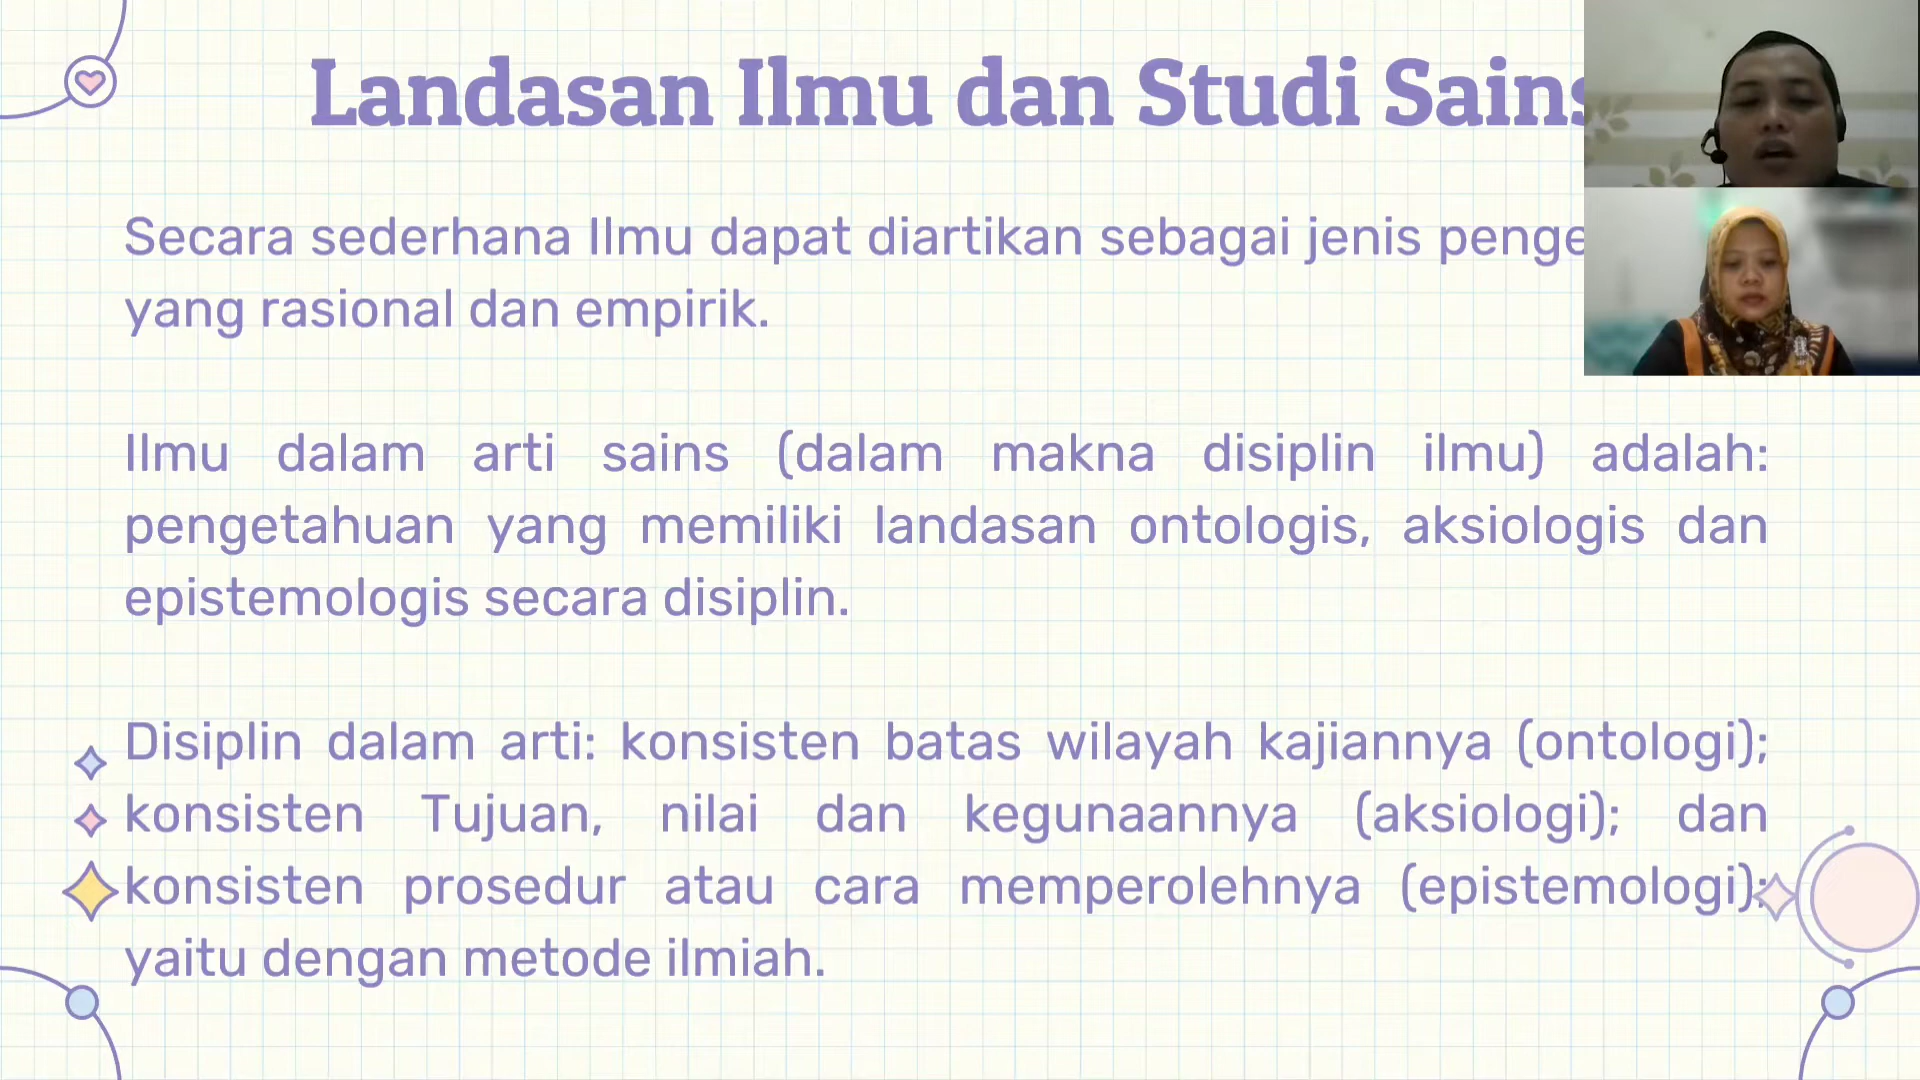 Landasan Ilmu dan Studi Sains
Secara sederhana Ilmu dapat diartikan sebagai jenis
yang rasional dan empirik.
Ilmu dalam arti sains (dalam makna disiplin ilmu) adalah:
pengetahuan yang memiliki landasan ontologis, aksiologis dan
epistemologis secara disiplin.
Disiplin dalam arti: konsisten batas wilayah kajiannya (ontologi);
konsisten Tujuan, nilai dan kegunaannya (aksiologi); dan
konsisten prosedur atau cara memperolehnya (epistemologi);
yaitu dengan metode ilmiah.